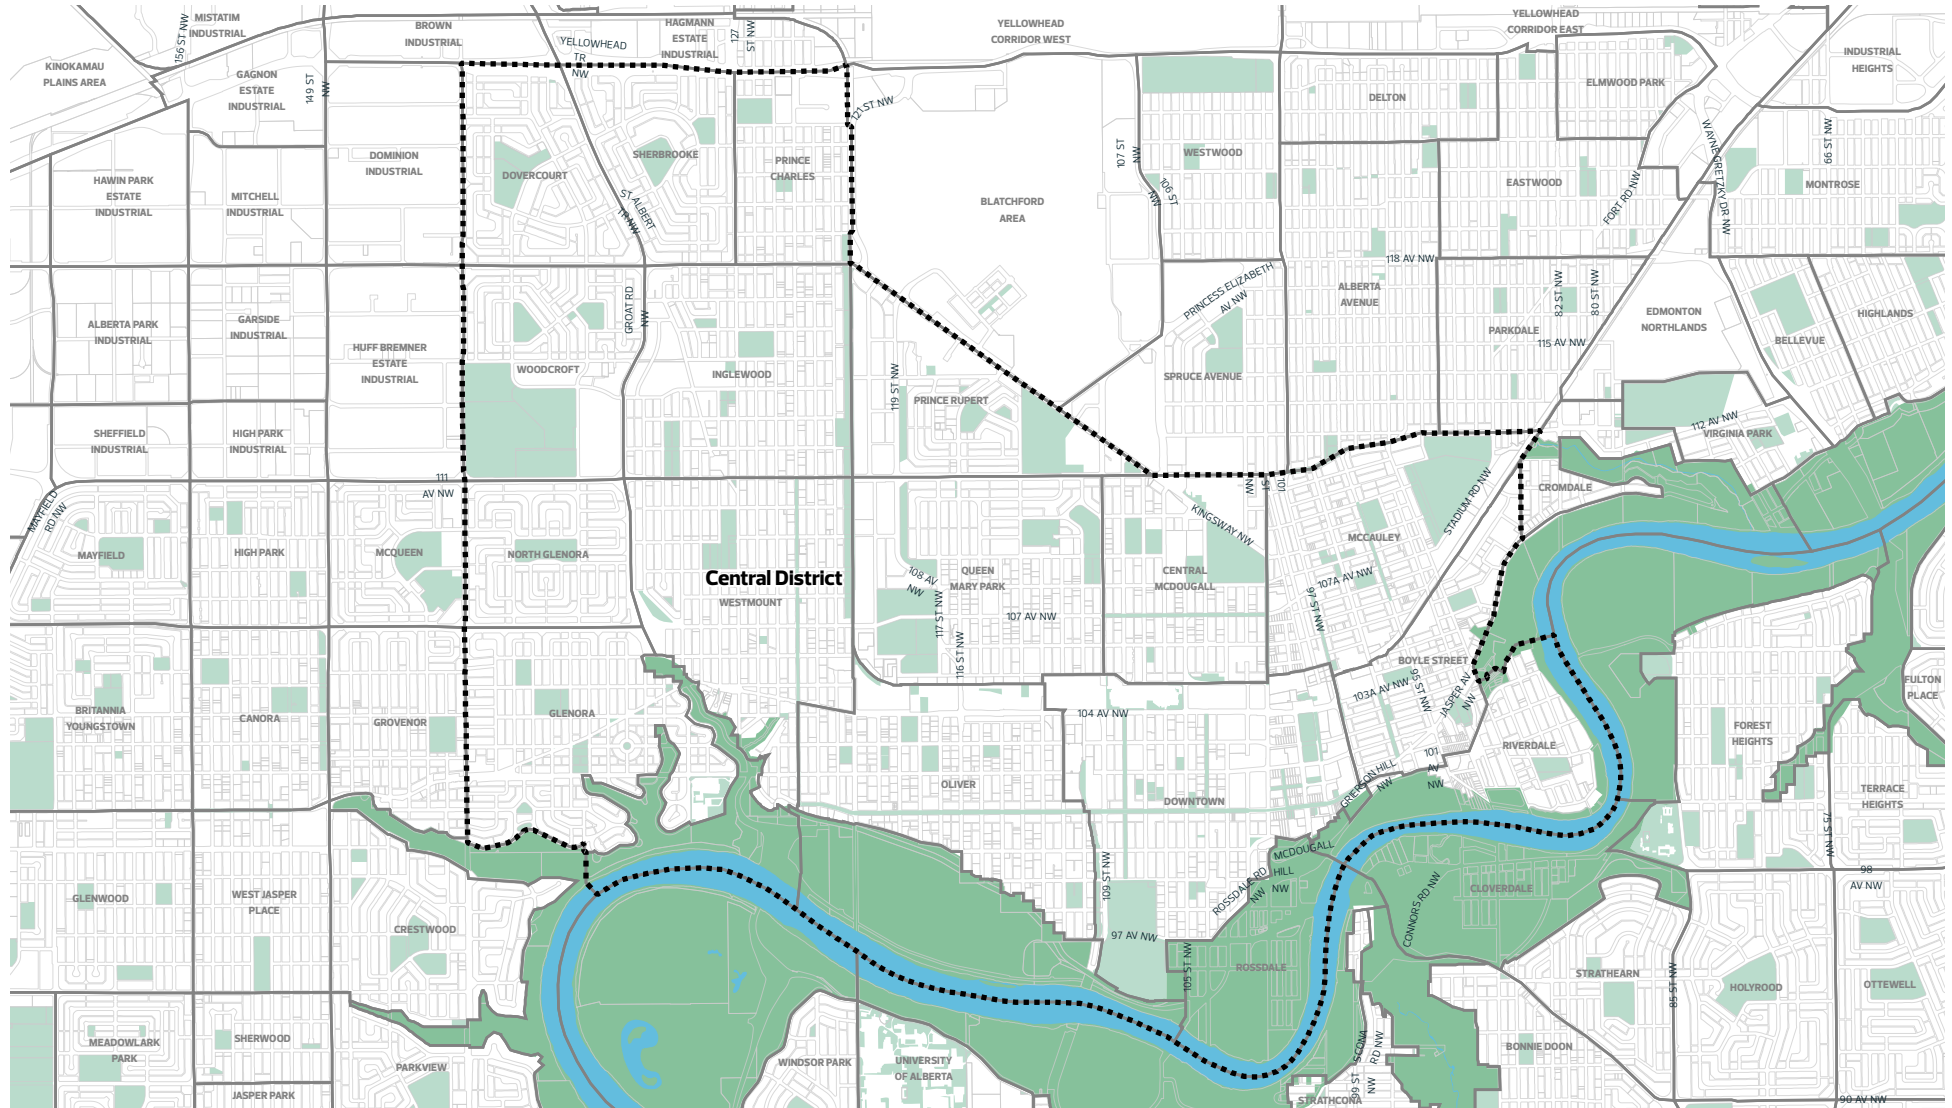 MISTATIM
INDUSTRIAL
156 ST NW
BROWN
INDUSTRIAL
HAGMANN
ESTATE
INDUSTRIAL
127
ST NW
YELLOWHEAD
CORRIDOR WEST
YELLOWHEAD
CORRIDOR EAST
KINOKAMAU
PLAINS AREA
GAGNON
ESTATE
INDUSTRIAL
149 ST
NW
YELLOWHEAD
TR
NW
INDUSTRIAL
HEIGHTS
ELMWOOD PARK
DELTON
121 ST NW
DOMINION
INDUSTRIAL
SHERBROOKE
PRINCE
CHARLES
DOVERCOURT
107 ST
NW
WESTWOOD
106 ST
NW
WAYNE GRETZKY DR NW
66 ST NW
HAWIN PARK
ESTATE
INDUSTRIAL
MITCHELL
INDUSTRIAL
ST ALBERT
TR NW
BLATCHFORD
AREA
EASTWOOD
FORT RD NW
MONTROSE
118 AV NW
PRINCESS ELIZABETH
AV NW
ALBERTA
AVENUE
82 ST NW
80 ST NW
ALBERTA PARK
INDUSTRIAL
GARSIDE
INDUSTRIAL
GROAT RD
NW
EDMONTON
NORTHLANDS
HIGHLANDS
PARKDALE
115 AV NW
BELLEVUE
HUFF BREMNER
ESTATE
INDUSTRIAL
WOODCROFT
INGLEWOOD
119 ST NW
PRINCE RUPERT
SPRUCE AVENUE
SHEFFIELD
INDUSTRIAL
HIGH PARK
INDUSTRIAL
112 AV NW
VIRGINIA PARK
111
AV NW
101
ST
NW
CROMDALE
MAYFIELD
RD NW
KINGSWAY NW
STADIUM RD NW
MAYFIELD
HIGH PARK
MCQUEEN
NORTH GLENORA
MCCAULEY
Central District
WESTMOUNT
108 AV
NW
QUEEN
MARY PARK
CENTRAL
MCDOUGALL
107A AV NW
117 ST NW
107 AV NW
97 ST NW
116 ST NW
BOYLE STREET
95 ST NW
103A AV NW
JASPER AV
NW
FULTON
PLACE
BRITANNIA
YOUNGSTOWN
CANORA
GROVENOR
GLENORA
104 AV NW
FOREST
HEIGHTS
RIVERDALE
101
AV
NW
GRIERSON HILL
NW
OLIVER
DOWNTOWN
TERRACE
HEIGHTS
75 ST NW
MCDOUGALL
HILL
NW
GLENWOOD
WEST JASPER
PLACE
109 ST NW
ROSSDALE RD
NW
CLOVERDALE
98
AV NW
CONNORS RD NW
CRESTWOOD
97 AV NW
105 ST NW
ROSSDALE
STRATHEARN
85 ST NW
HOLYROOD
OTTEWELL
MEADOWLARK
PARK
SHERWOOD
PARKVIEW
WINDSOR PARK
UNIVERSITY
OF ALBERTA
SCONA
RD NW
BONNIE DOON
99 ST
NW
JASPER PARK
STRATHCONA
90 AV NW